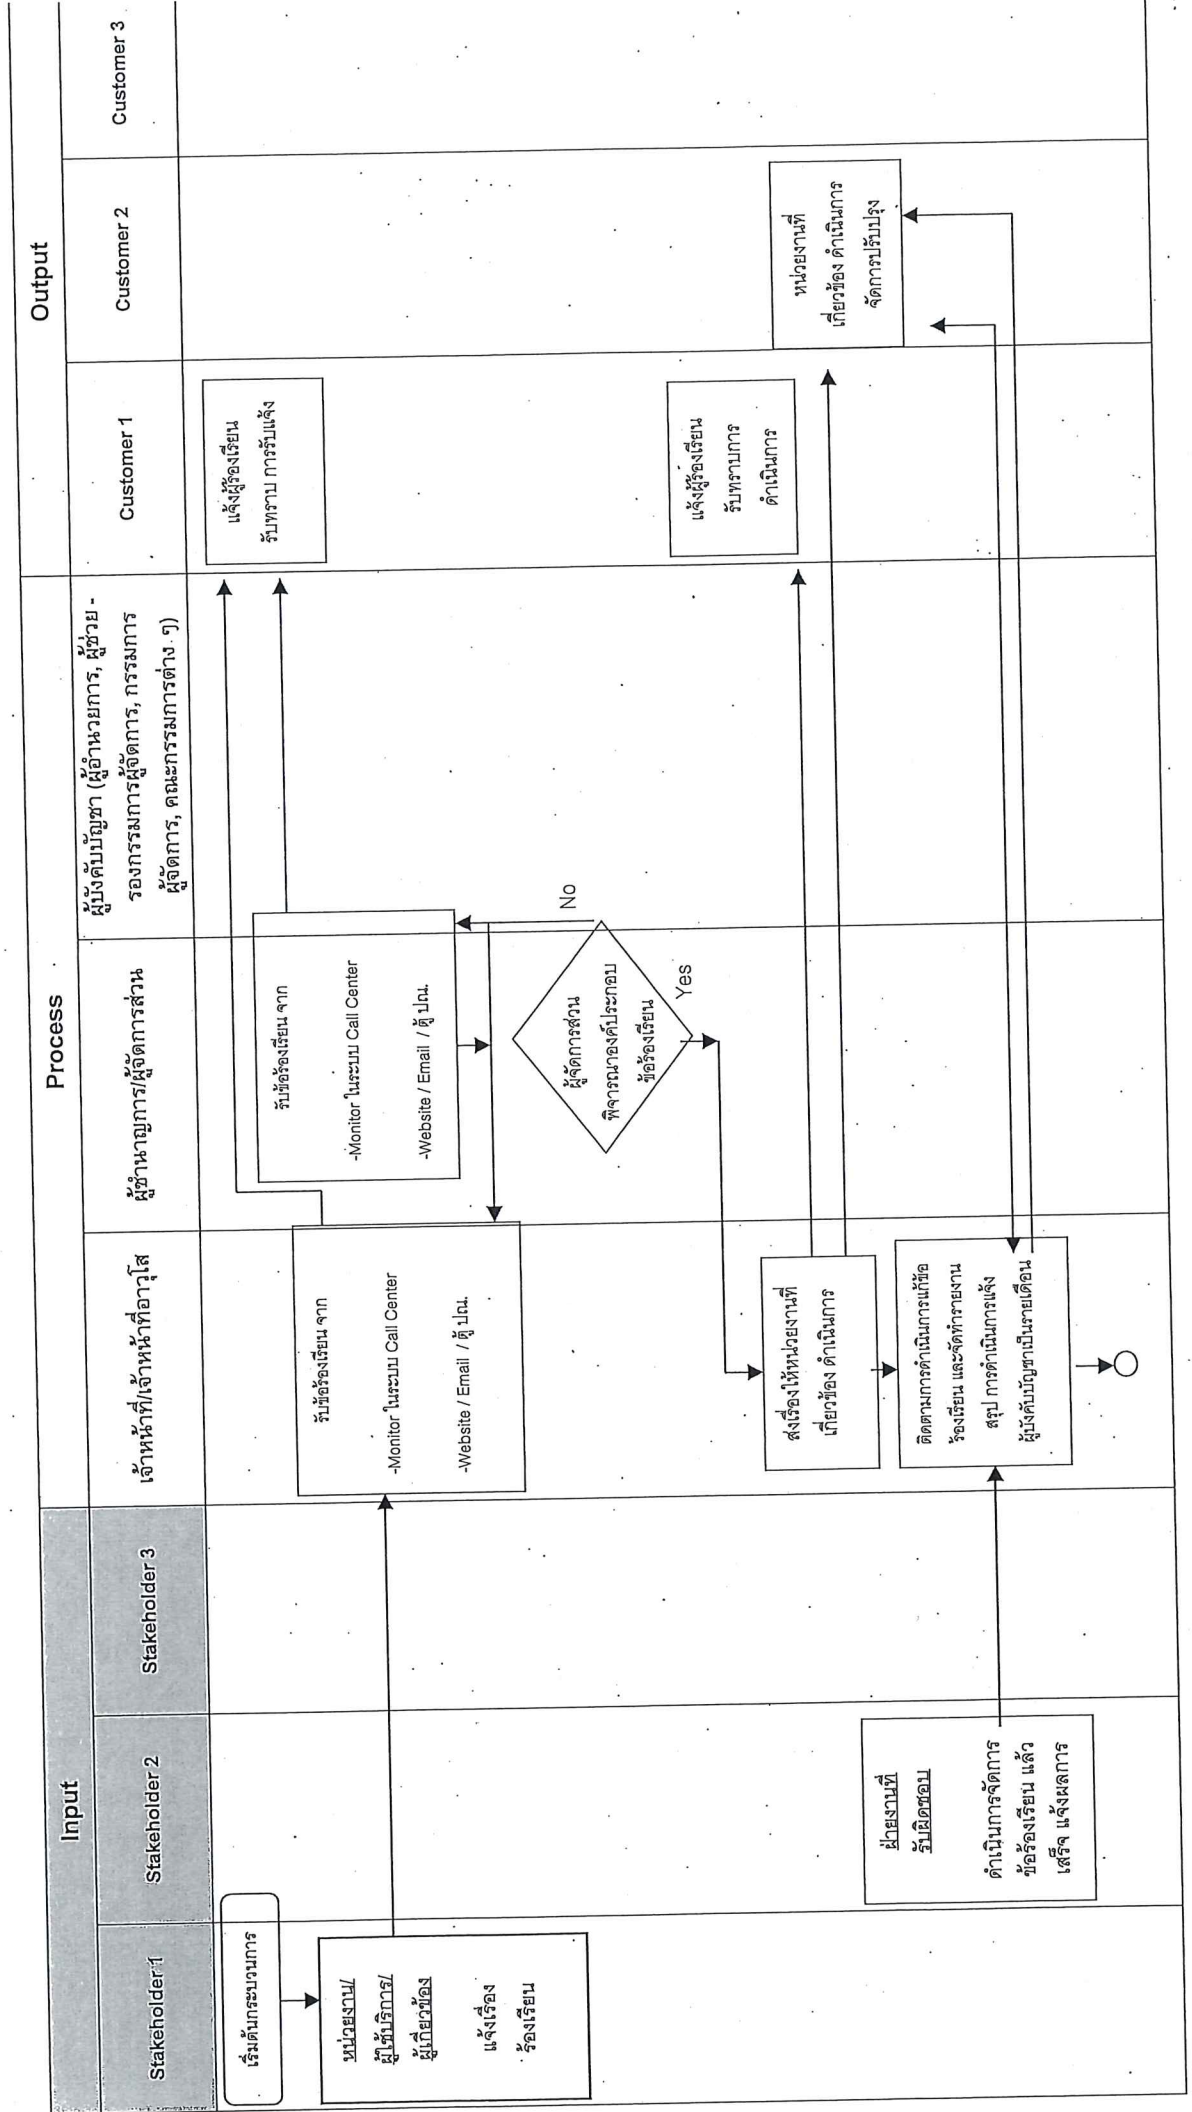 Input
Process
Output
Stakeholder 1
Stakeholder 2
Stakeholder 3
เจ้าหน้าที่/เจ้าหน้าที่อาวุโส
ผู้ชำนาญการ/ผู้จัดการส่วน
ผู้บังคับบัญชา (ผู้อำนวยการ, ผู้ช่วย -
รองกรรมการผู้จัดการ, กรรมการ
ผู้จัดการ, คณะกรรมการต่าง ๆ)
Customer 1
Customer 2
Customer 3
เริ่มต้นกระบวนการ
หน่วยงาน/
ผู้ใช้บริการ/
ผู้เกี่ยวข้อง
แจ้งเรื่อง
ร้องเรียน
รับข้อร้องเรียน จาก
-Monitor ในระบบ Call Center
-Website / Email / ตู้ ปณ.
รับข้อร้องเรียน จาก
-Monitor ในระบบ Call Center
-Website / Email / ตู้ ปณ.
แจ้งผู้ร้องเรียน
รับทราบ การรับแจ้ง
ผู้จัดการส่วน
พิจารณาองค์ประกอบ
ข้อร้องเรียน
No
Yes
ส่งเรื่องให้หน่วยงานที่
เกี่ยวข้อง ดำเนินการ
แจ้งผู้ร้องเรียน
รับทราบการ
ดำเนินการ
หน่วยงานที่
เกี่ยวข้อง ดำเนินการ
จัดการปรับปรุง
ฝ่ายงานที่
รับผิดชอบ
ดำเนินการจัดการ
ข้อร้องเรียน แล้ว
เสร็จ แจ้งผลการ
ติดตามการดำเนินการแก้ข้อ
ร้องเรียน และจัดทำรายงาน
สรุป การดำเนินการแจ้ง
ผู้บังคับบัญชาเป็นรายเดือน